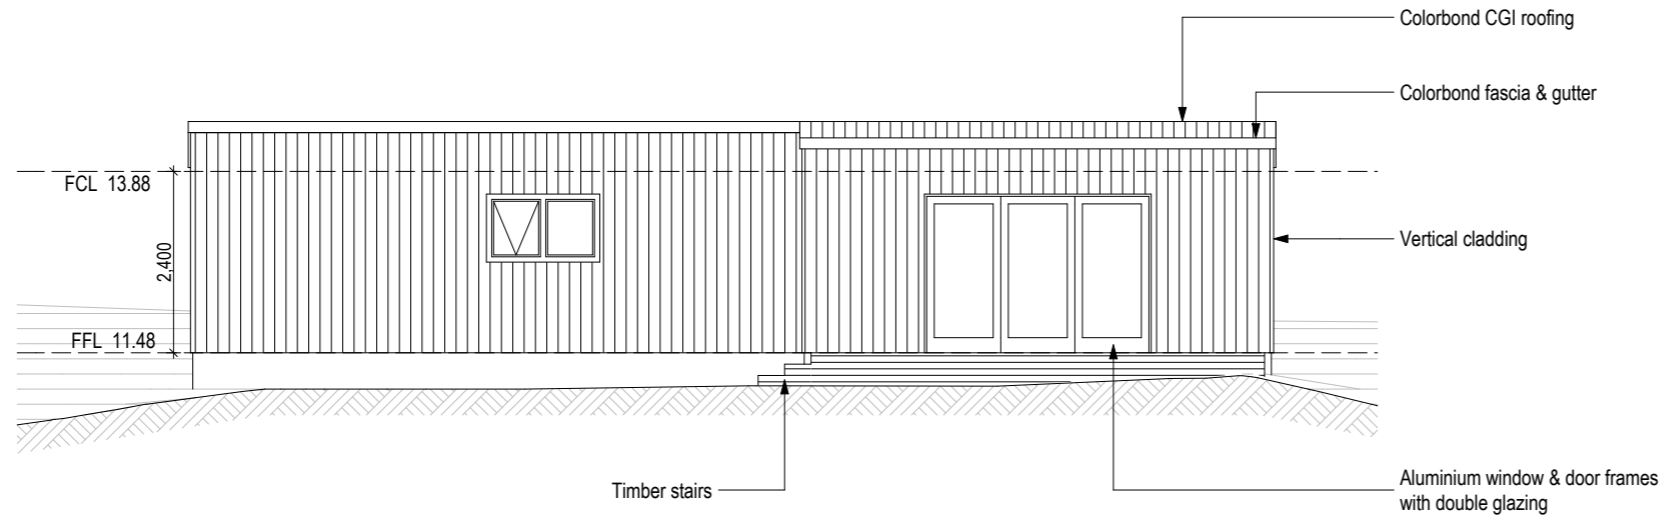 Colorbond CGI roofing
Colorbond fascia & gutter
FCL 13.88
2,400
Vertical cladding
FFL 11.48
Timber stairs
Aluminium window & door frames
with double glazing